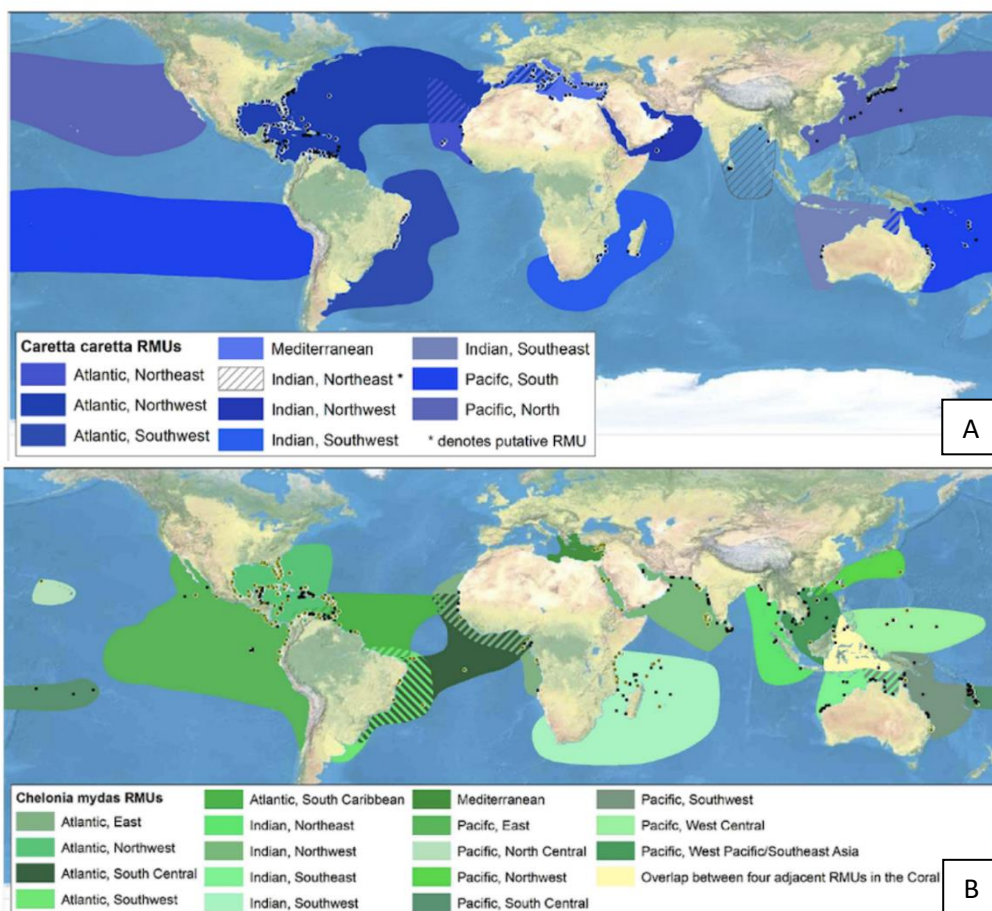 A
Caretta caretta RMUs
Atlantic, Northeast
Atlantic, Northwest
Atlantic, Southwest
Mediterranean
Indian, Northeast *
Indian, Northwest
Indian, Southwest
Indian, Southeast
Pacifc, South
Pacific, North
* denotes putative RMU
B
Chelonia mydas RMUs
Atlantic, East
Atlantic, Northwest
Atlantic, South Central
Atlantic, Southwest
Atlantic, South Caribbean
Indian, Northeast
Indian, Northwest
Indian, Southeast
Indian, Southwest
Mediterranean
Pacifc, East
Pacific, North Central
Pacific, Northwest
Pacific, South Central
Pacific, Southwest
Pacifc, West Central
Pacific, West Pacific/Southeast Asia
Overlap between four adjacent RMUs in the Coral